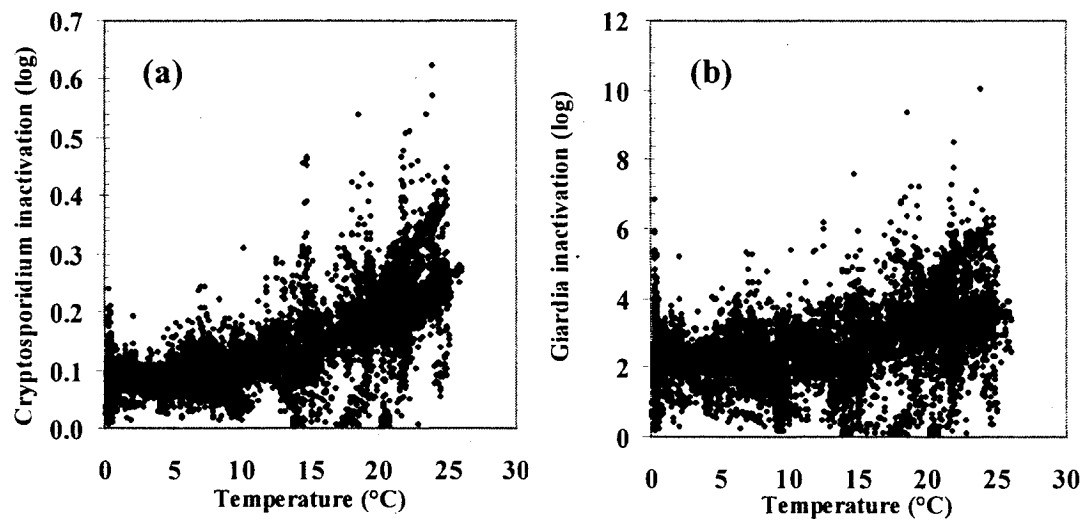 0.7
0.6
0.5
0.4
0.3
0.2
0.1
0.0
Cryptosporidium inactivation (log)
(a)
0 5 10 15 20 25 30
Temperature (°C)
12
10
8
6
4
2
0
Giardia inactivation (log)
(b)
0 5 10 15 20 25 30
Temperature (°C)